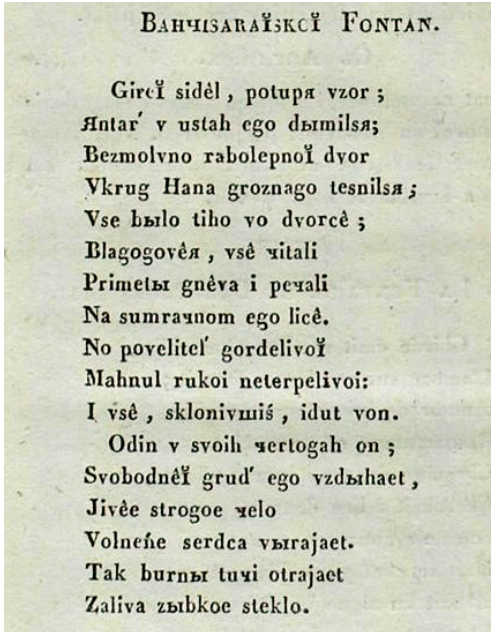 BAHЧISARAĬSKCĬ FONTAN.
Gireĭ sidêl , potupя vzor ;
Яntar' v ustah ego dыmilsя;
Bezmolvno rabolepnoĭ dvor
Vkrug Hana groznago tesnilsя ;
Vse bыlo tiho vo dvorcê ;
Blagogovêя , vsê чitali
Primetы gnêva i peчali
Na sumraчnom ego licê.
No povelitel' gordelivoĭ
Mahnul rukoi neterpelivoi:
I vsê , sklonivшiś , idut von.
Odin v svoih чertogah on ;
Svobodnêĭ grud' ego vzdыhaet ,
Jivêe strogoe чelo
Volneńe serdca vыrajaet.
Tak burnы tuчi otrajaet
Zaliva zыbkoe steklo.